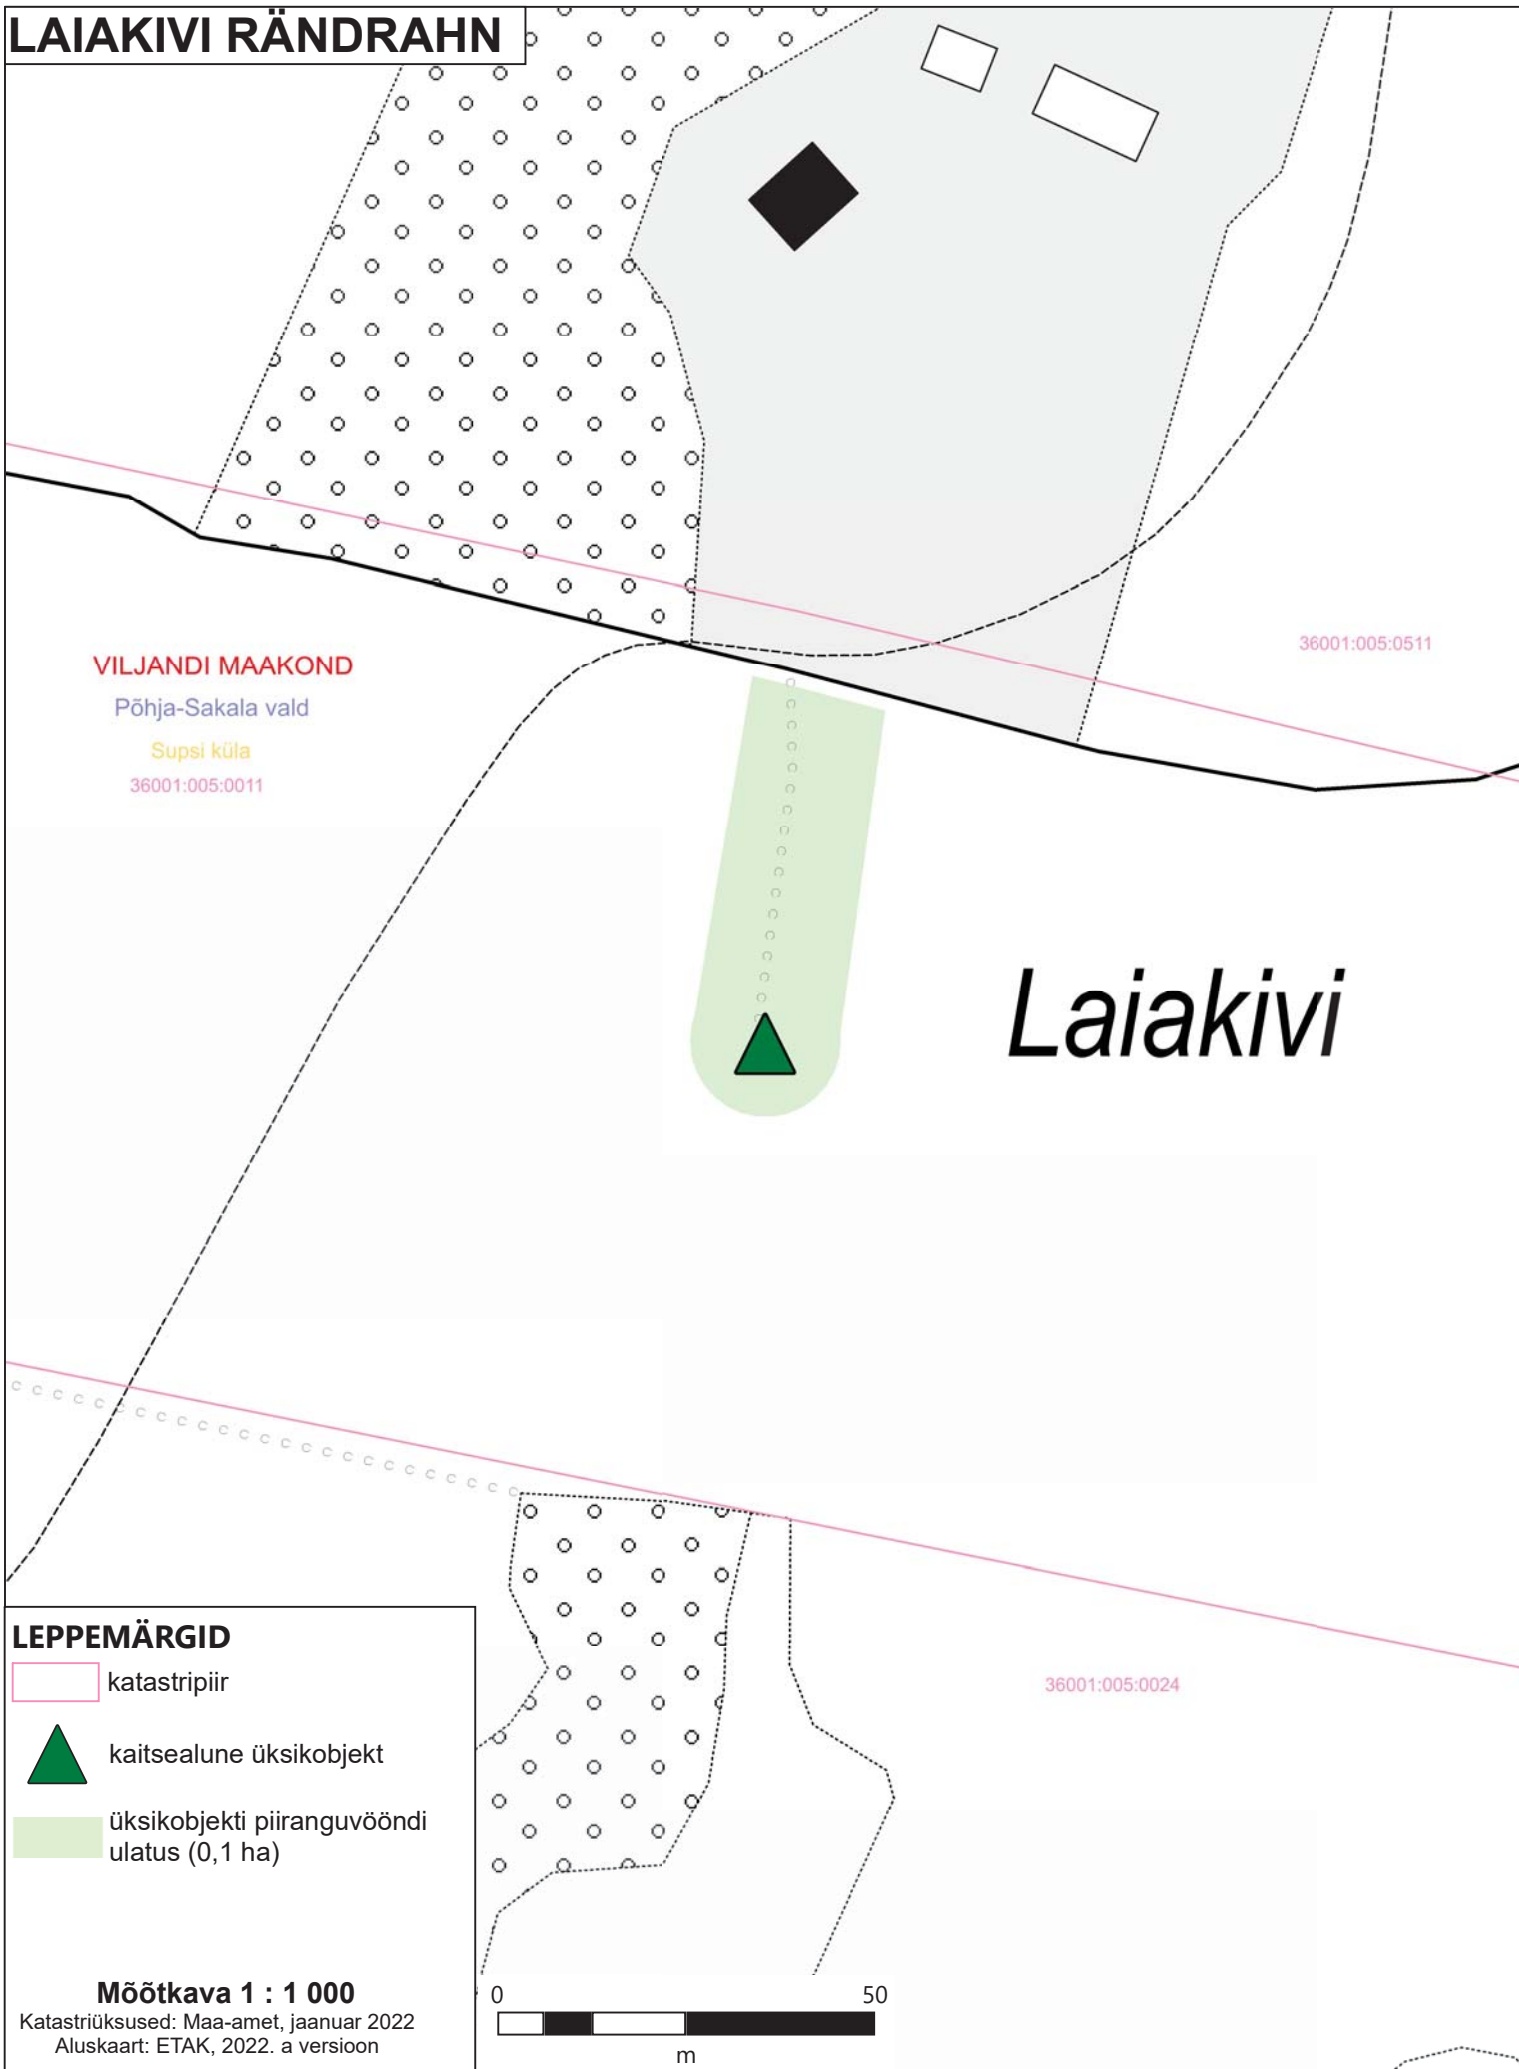 LAIAKIVI RÄNDRAHN
36001:005:0511
VILJANDI MAAKOND
Põhja-Sakala vald
Supsi küla
36001:005:0011
Laiakivi
LEPPEMÄRGID
katastripiir
kaitsealune üksikobjekt
üksikobjekti piiranguvööndi
ulatus (0,1 ha)
36001:005:0024
Mõõtkava 1 : 1 000
Katastriüksused: Maa-amet, jaanuar 2022
Aluskaart: ETAK, 2022. a versioon
0 50
m